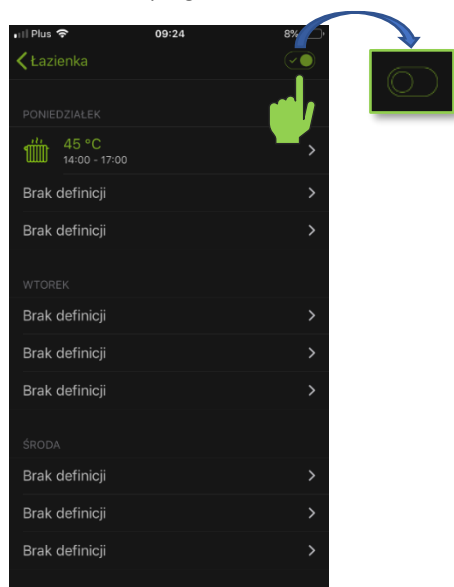 Plus 09:24 8%
Łazienka
PONIEDZIAŁEK
45 °C
14:00 - 17:00
Brak definicji
Brak definicji
WTOREK
Brak definicji
Brak definicji
Brak definicji
ŚRODA
Brak definicji
Brak definicji
Brak definicji